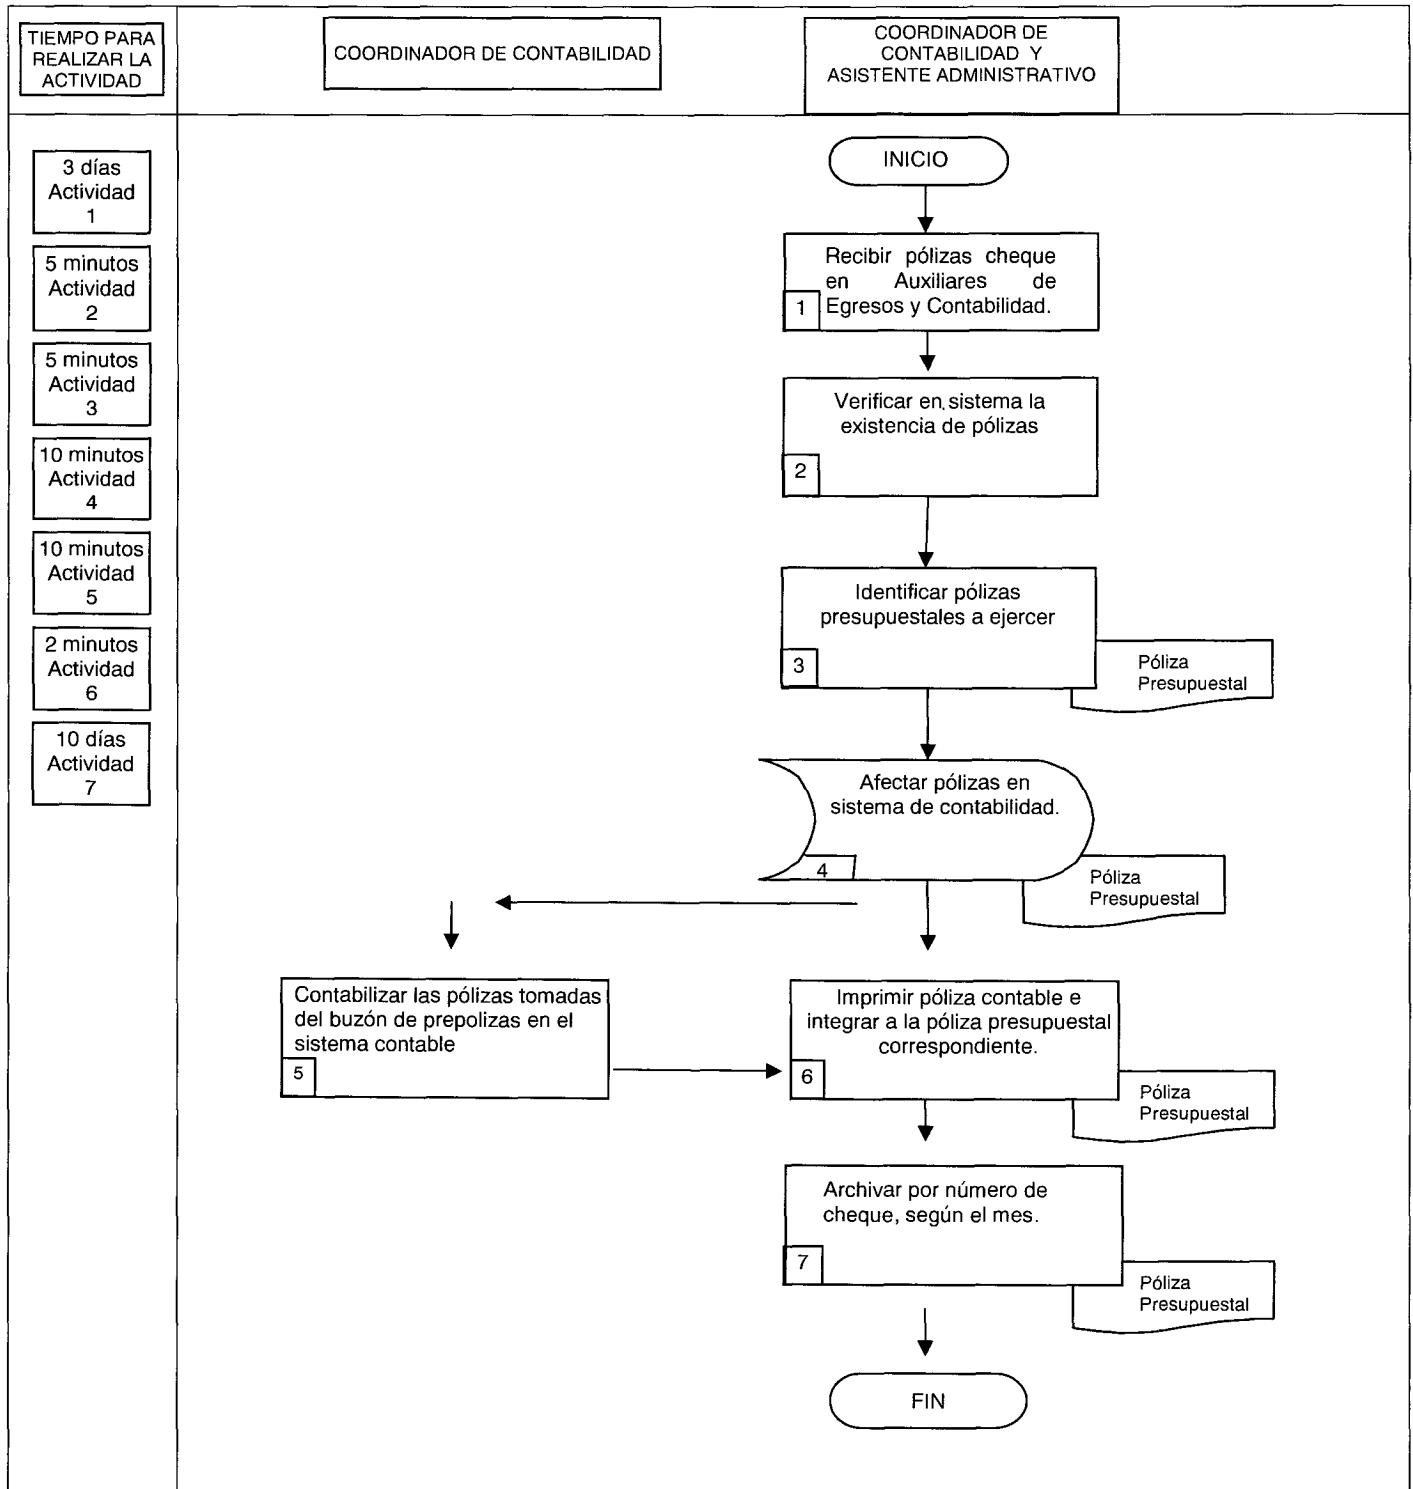 TIEMPO PARA
REALIZAR LA
ACTIVIDAD
COORDINADOR DE CONTABILIDAD
COORDINADOR DE
CONTABILIDAD Y
ASISTENTE ADMINISTRATIVO
3 días
Actividad
1
5 minutos
Actividad
2
5 minutos
Actividad
3
10 minutos
Actividad
4
10 minutos
Actividad
5
2 minutos
Actividad
6
10 días
Actividad
7
INICIO
Recibir pólizas cheque
en Auxiliares de
Egresos y Contabilidad.
1
Verificar en sistema la
existencia de pólizas
2
Identificar pólizas
presupuestales a ejercer
3
Póliza
Presupuestal
Afectar pólizas en
sistema de contabilidad.
4
Póliza
Presupuestal
Contabilizar las pólizas tomadas
del buzón de prepolizas en el
sistema contable
5
Imprimir póliza contable e
integrar a la póliza presupuestal
correspondiente.
6
Póliza
Presupuestal
Archivar por número de
cheque, según el mes.
7
Póliza
Presupuestal
FIN